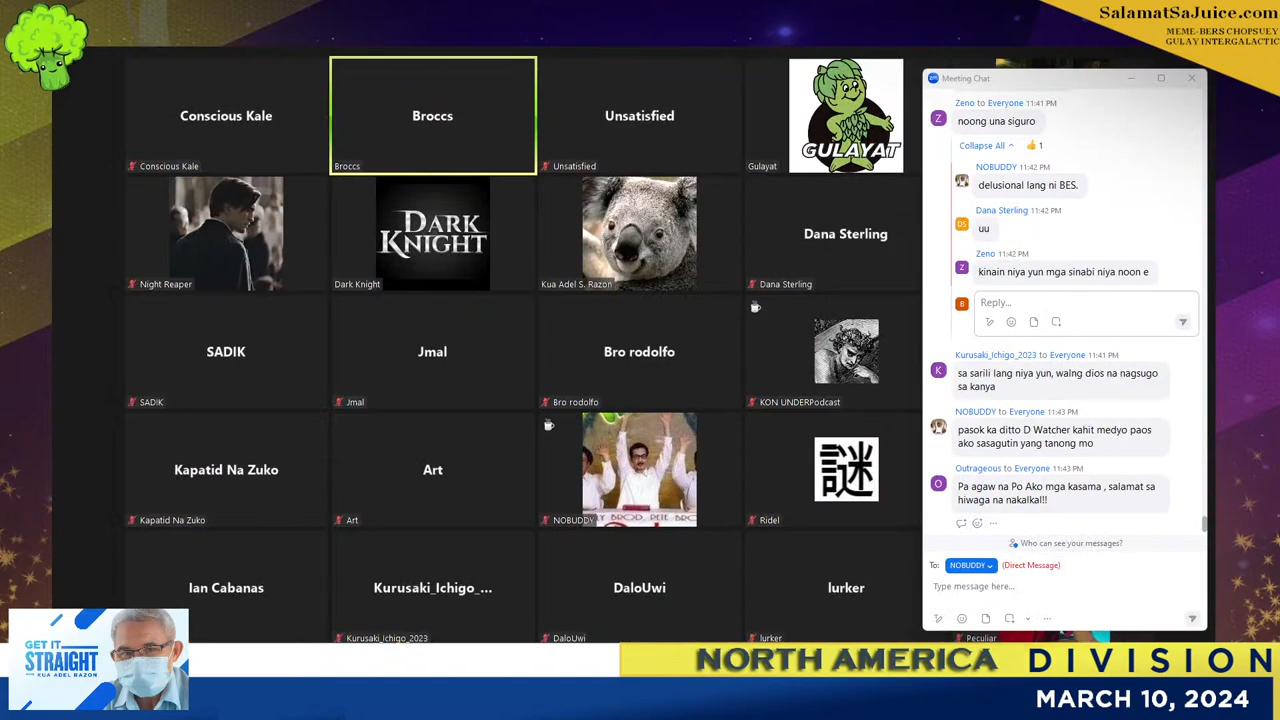 SalamatSaJuice.com
MEME-BERS CHOPSUEY
GULAY INTERGALACTIC
Conscious Kale
Conscious Kale
Broccs
Broccs
Unsatisfied
Unsatisfied
GULAYAT
Gulayat
Night Reaper
DARK
KNIGHT
Dark Knight
Kua Adel S. Razon
Dana Sterling
Dana Sterling
SADIK
SADIK
Jmal
Jmal
Bro rodolfo
Bro rodolfo
KON UNDERPodcast
Kapatid Na Zuko
Kapatid Na Zuko
Art
Art
NOBUDDY
謎
Ridel
Ian Cabanas
Kurusaki_Ichigo_...
Kurusaki_Ichigo_2023
DaloUwi
DaloUwi
lurker
lurker
Peculiar
zm Meeting Chat
Zeno to Everyone 11:41 PM
Z noong una siguro
Collapse All 👍 1
NOBUDDY 11:42 PM
delusional lang ni BES.
Dana Sterling 11:42 PM
DS uu
Zeno 11:42 PM
Z kinain niya yun mga sinabi niya noon e
B Reply...
Kurusaki_Ichigo_2023 to Everyone 11:41 PM
K sa sarili lang niya yun, walng dios na nagsugo
sa kanya
NOBUDDY to Everyone 11:43 PM
pasok ka ditto D Watcher kahit medyo paos
ako sasagutin yang tanong mo
Outrageous to Everyone 11:43 PM
O Pa agaw na Po Ako mga kasama , salamat sa
hiwaga na nakalkal!!
Who can see your messages?
To: NOBUDDY (Direct Message)
Type message here...
GET IT
STRAIGHT
KUA ADEL RAZON
NORTH AMERICA DIVISION
MARCH 10, 2024